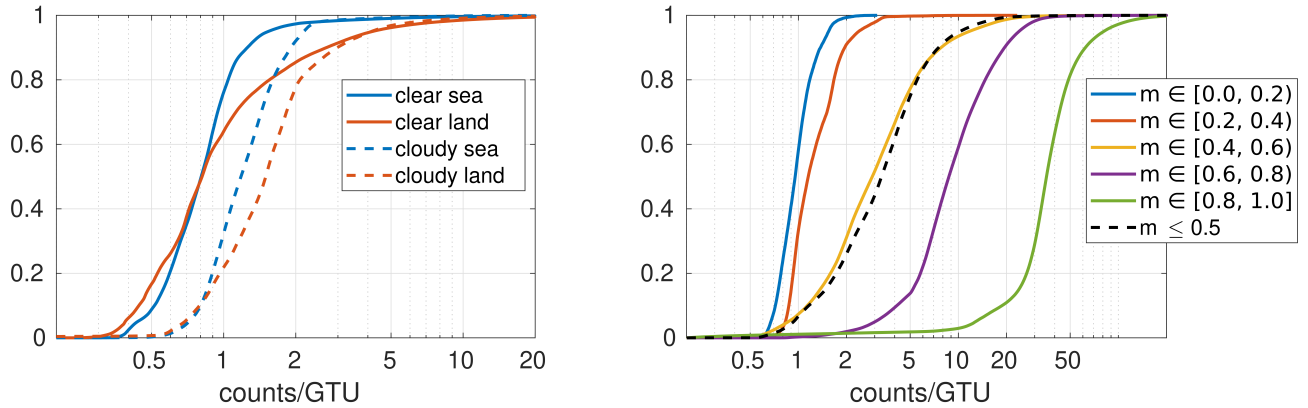 1
0.8
0.6
0.4
0.2
0
0.5 1 2 5 10 20
counts/GTU
clear sea
clear land
cloudy sea
cloudy land
1
0.8
0.6
0.4
0.2
0
0.5 1 2 5 10 20 50
counts/GTU
m ∈ [0.0, 0.2)
m ∈ [0.2, 0.4)
m ∈ [0.4, 0.6)
m ∈ [0.6, 0.8)
m ∈ [0.8, 1.0]
m ≤ 0.5